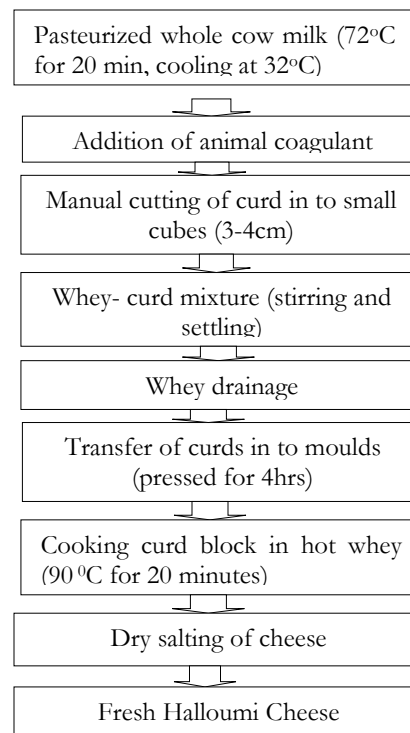 Pasteurized whole cow milk (72°C
for 20 min, cooling at 32°C)
Addition of animal coagulant
Manual cutting of curd in to small
cubes (3-4cm)
Whey- curd mixture (stirring and
settling)
Whey drainage
Transfer of curds in to moulds
(pressed for 4hrs)
Cooking curd block in hot whey
(90 ⁰C for 20 minutes)
Dry salting of cheese
Fresh Halloumi Cheese